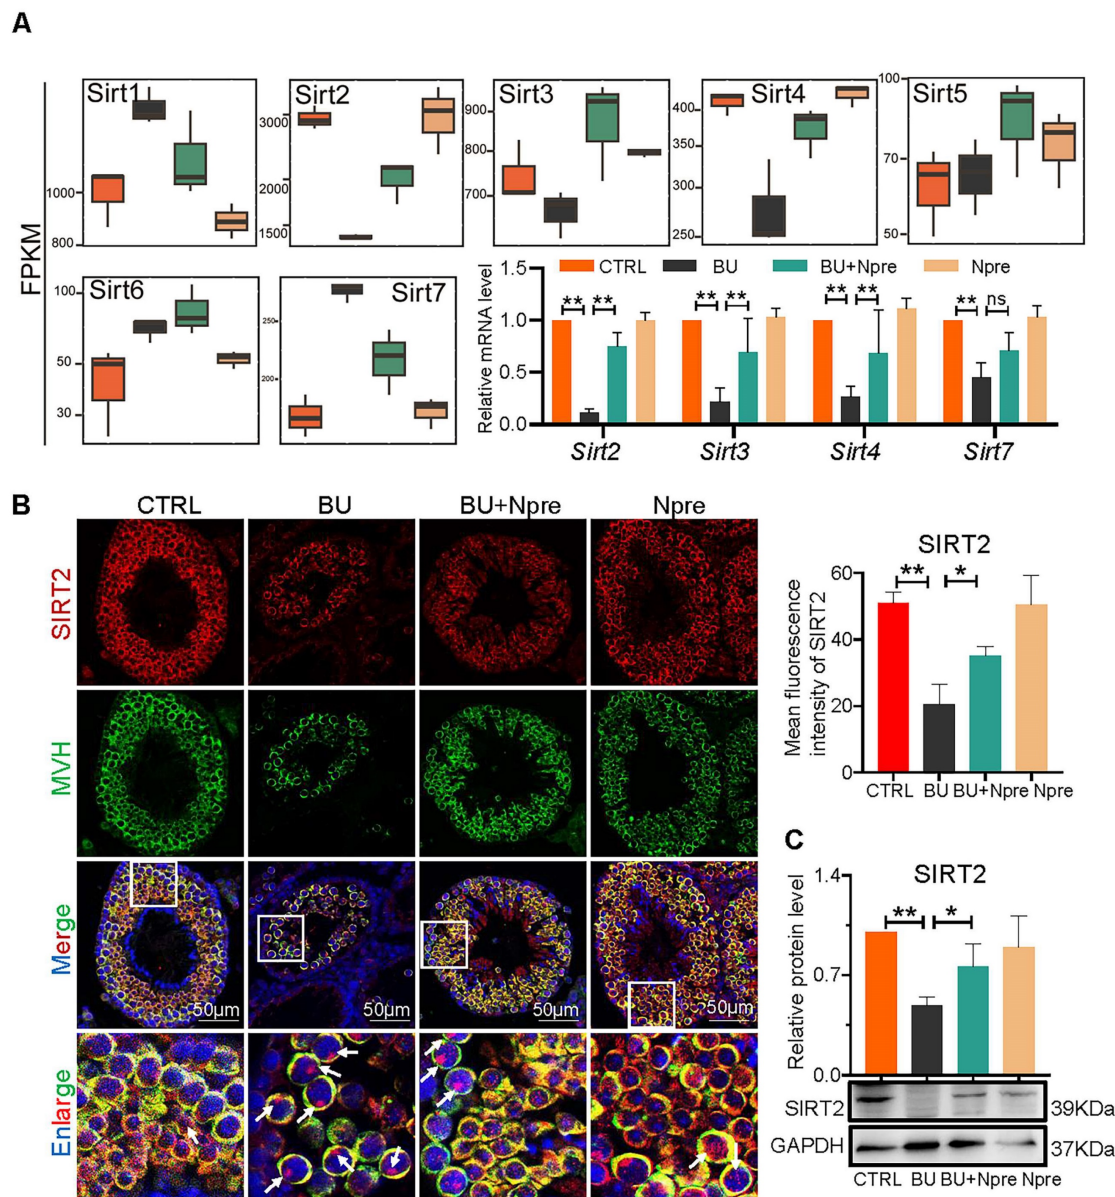 A
FPKM
Sirt1
1000
800
Sirt2
3000
2000
1500
Sirt3
900
800
700
Sirt4
400
350
300
250
Sirt5
100
70
50
Sirt6
100
50
30
Sirt7
250
200
Relative mRNA level
1.5
1.0
0.5
0.0
CTRL BU BU+Npre Npre
** ** ** ** ** ** ** ns
Sirt2 Sirt3 Sirt4 Sirt7
B
CTRL BU BU+Npre Npre
SIRT2
MVH
Merge
50μm 50μm 50μm 50μm
Enlarge
SIRT2
Mean fluorescence
intensity of SIRT2
60
40
20
0
** *
CTRL BU BU+Npre Npre
C
SIRT2
Relative protein level
1.4
0.7
0.0
** *
SIRT2 39KDa
GAPDH 37KDa
CTRL BU BU+Npre Npre